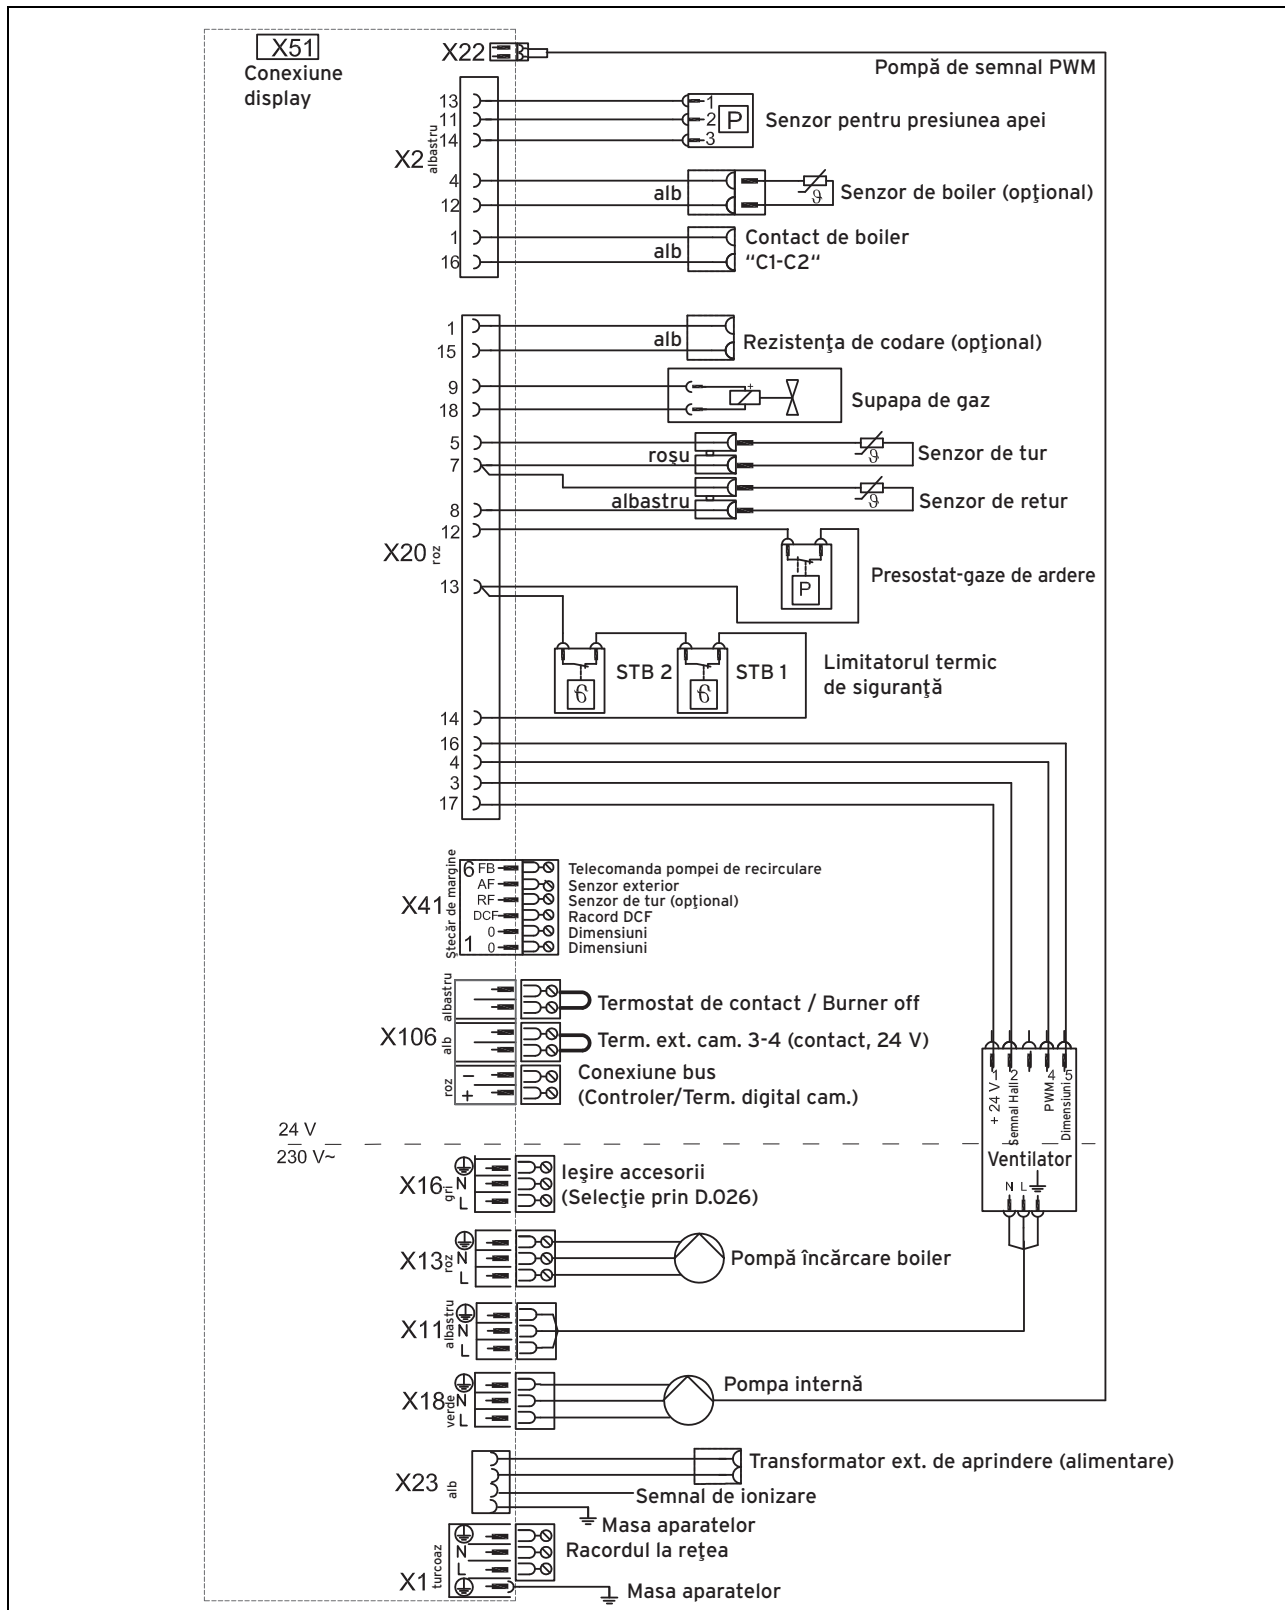 X51
Conexiune
display
X22
Pompă de semnal PWM
X2
albastru
13
11
14
4
12
1
16
1
2
3
P
Senzor pentru presiunea apei
alb
ϑ
Senzor de boiler (opţional)
alb
Contact de boiler
“C1-C2“
X20
roz
1
15
9
18
5
7
8
12
13
14
16
4
3
17
alb
Rezistenţa de codare (opţional)
+
Supapa de gaz
roşu
ϑ
Senzor de tur
albastru
ϑ
Senzor de retur
P
Presostat-gaze de ardere
ϑ
STB 2
ϑ
STB 1
Limitatorul termic
de siguranţă
X41
Ştecăr de margine
6 FB
AF
RF
DCF
0
1 0
Telecomanda pompei de recirculare
Senzor exterior
Senzor de tur (opţional)
Racord DCF
Dimensiuni
Dimensiuni
X106
albastru
alb
roz
–
+
Termostat de contact / Burner off
Term. ext. cam. 3-4 (contact, 24 V)
Conexiune bus
(Controler/Term. digital cam.)
1
2
4
5
+ 24 V
Semnal Hall
PWM
Dimensiuni
Ventilator
N L
24 V
230 V~
X16
gri
N
L
Ieşire accesorii
(Selecţie prin D.026)
X13
roz
N
L
Pompă încărcare boiler
X11
albastru
N
L
X18
verde
N
L
Pompa internă
X23
alb
Transformator ext. de aprindere (alimentare)
Semnal de ionizare
Masa aparatelor
X1
turcoaz
N
L
Racordul la reţea
Masa aparatelor